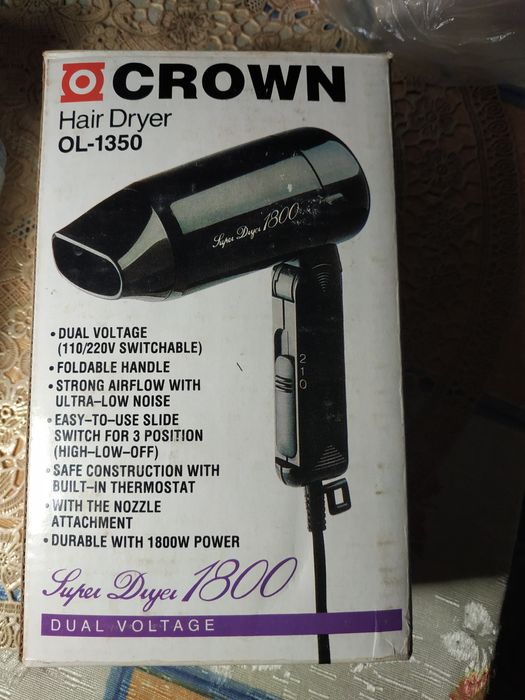 CROWN
Hair Dryer
OL-1350
Super Dryer 1800
2
1
0
• DUAL VOLTAGE
(110/220V SWITCHABLE)
• FOLDABLE HANDLE
• STRONG AIRFLOW WITH
ULTRA–LOW NOISE
• EASY–TO–USE SLIDE
SWITCH FOR 3 POSITION
(HIGH–LOW–OFF)
• SAFE CONSTRUCTION WITH
BUILT–IN THERMOSTAT
• WITH THE NOZZLE
ATTACHMENT
• DURABLE WITH 1800W POWER
Super Dryer 1800
DUAL VOLTAGE